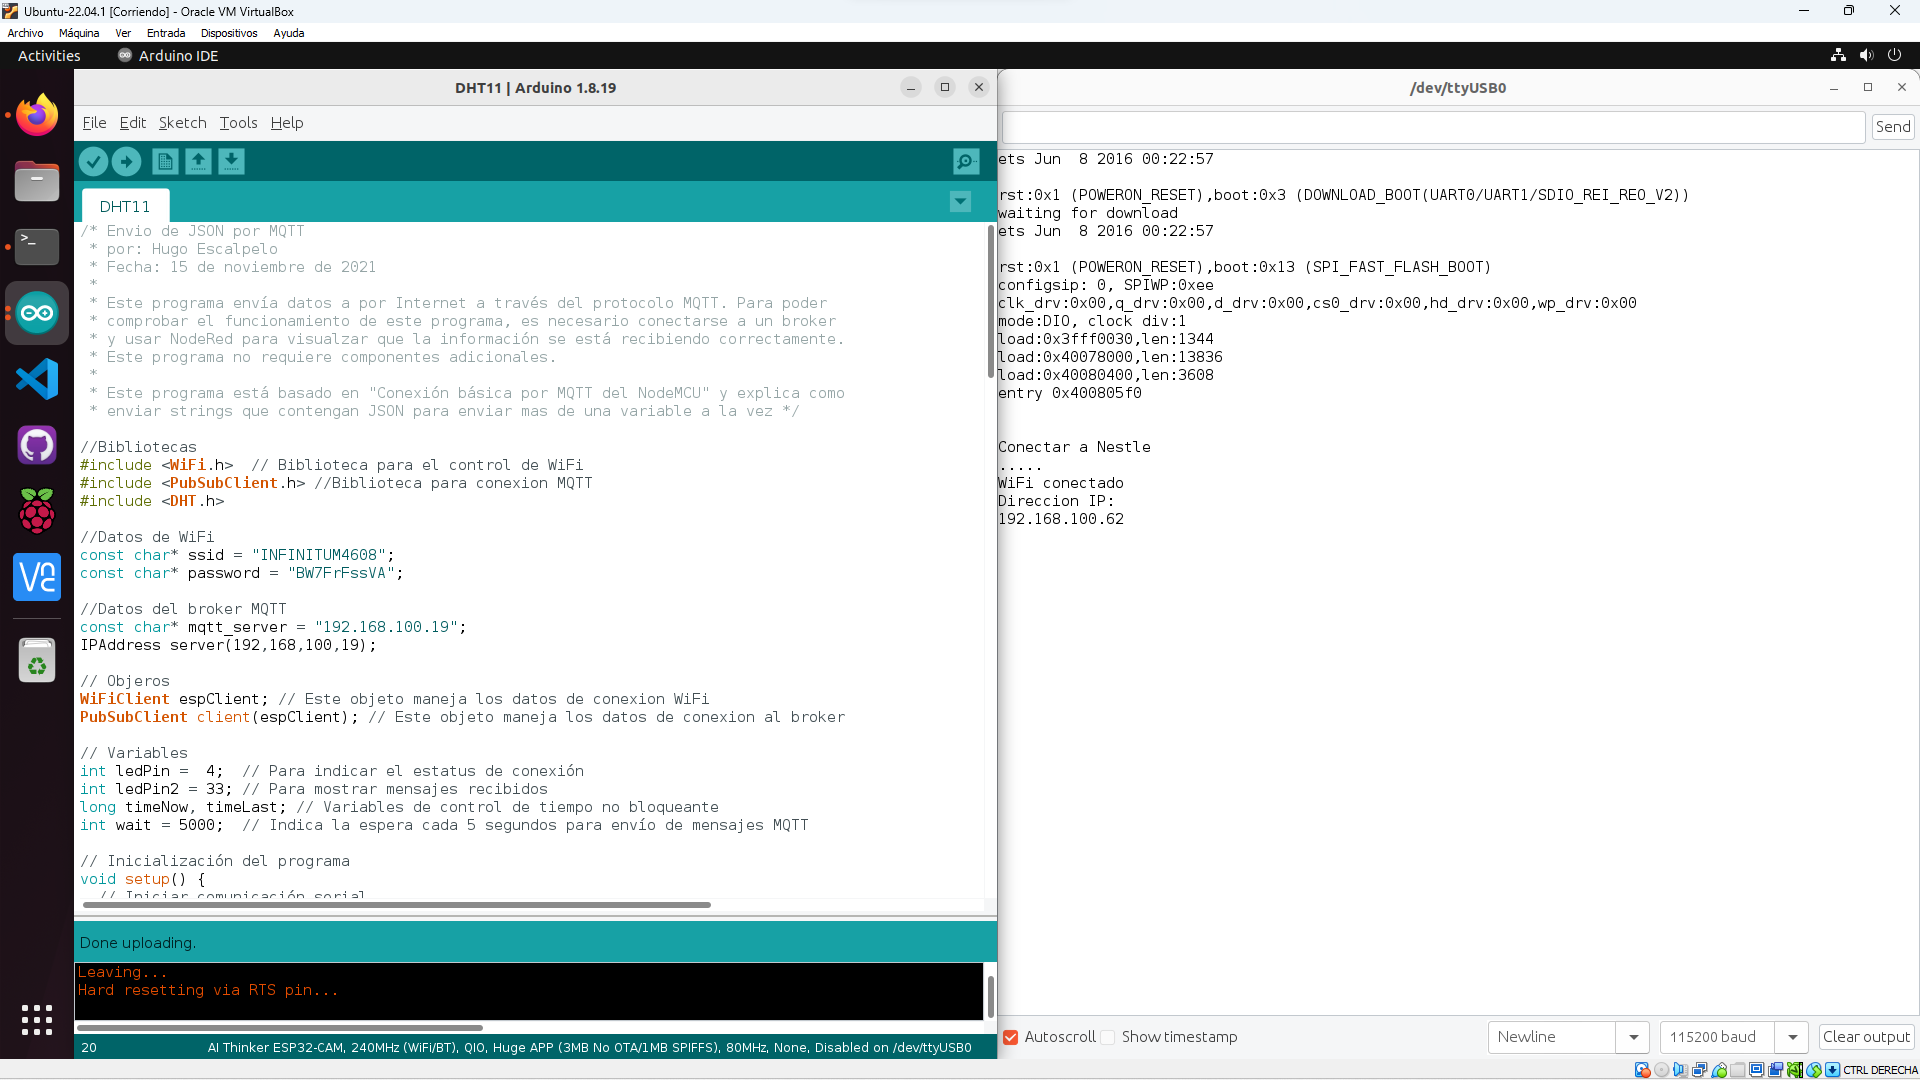 Ubuntu-22.04.1 [Corriendo] - Oracle VM VirtualBox
Archivo Máquina Ver Entrada Dispositivos Ayuda
Activities Arduino IDE
DHT11 | Arduino 1.8.19
File Edit Sketch Tools Help
DHT11
/* Envio de JSON por MQTT
 * por: Hugo Escalpelo
 * Fecha: 15 de noviembre de 2021
 *
 * Este programa envía datos a por Internet a través del protocolo MQTT. Para poder
 * comprobar el funcionamiento de este programa, es necesario conectarse a un broker
 * y usar NodeRed para visualzar que la información se está recibiendo correctamente.
 * Este programa no requiere componentes adicionales.
 *
 * Este programa está basado en "Conexión básica por MQTT del NodeMCU" y explica como
 * enviar strings que contengan JSON para enviar mas de una variable a la vez */
//Bibliotecas
#include <WiFi.h>  // Biblioteca para el control de WiFi
#include <PubSubClient.h> //Biblioteca para conexion MQTT
#include <DHT.h>
//Datos de WiFi
const char* ssid = "INFINITUM4608";
const char* password = "BW7FrFssVA";
//Datos del broker MQTT
const char* mqtt_server = "192.168.100.19";
IPAddress server(192,168,100,19);
// Objeros
WiFiClient espClient; // Este objeto maneja los datos de conexion WiFi
PubSubClient client(espClient); // Este objeto maneja los datos de conexion al broker
// Variables
int ledPin =  4;  // Para indicar el estatus de conexión
int ledPin2 = 33; // Para mostrar mensajes recibidos
long timeNow, timeLast; // Variables de control de tiempo no bloqueante
int wait = 5000;  // Indica la espera cada 5 segundos para envío de mensajes MQTT
// Inicialización del programa
void setup() {
  // Iniciar comunicación serial
Done uploading.
Leaving...
Hard resetting via RTS pin...
20 AI Thinker ESP32-CAM, 240MHz (WiFi/BT), QIO, Huge APP (3MB No OTA/1MB SPIFFS), 80MHz, None, Disabled on /dev/ttyUSB0
/dev/ttyUSB0
Send
ets Jun  8 2016 00:22:57
rst:0x1 (POWERON_RESET),boot:0x3 (DOWNLOAD_BOOT(UART0/UART1/SDIO_REI_REO_V2))
waiting for download
ets Jun  8 2016 00:22:57
rst:0x1 (POWERON_RESET),boot:0x13 (SPI_FAST_FLASH_BOOT)
configsip: 0, SPIWP:0xee
clk_drv:0x00,q_drv:0x00,d_drv:0x00,cs0_drv:0x00,hd_drv:0x00,wp_drv:0x00
mode:DIO, clock div:1
load:0x3fff0030,len:1344
load:0x40078000,len:13836
load:0x40080400,len:3608
entry 0x400805f0
Conectar a Nestle
.....
WiFi conectado
Direccion IP:
192.168.100.62
Autoscroll Show timestamp Newline 115200 baud Clear output
CTRL DERECHA